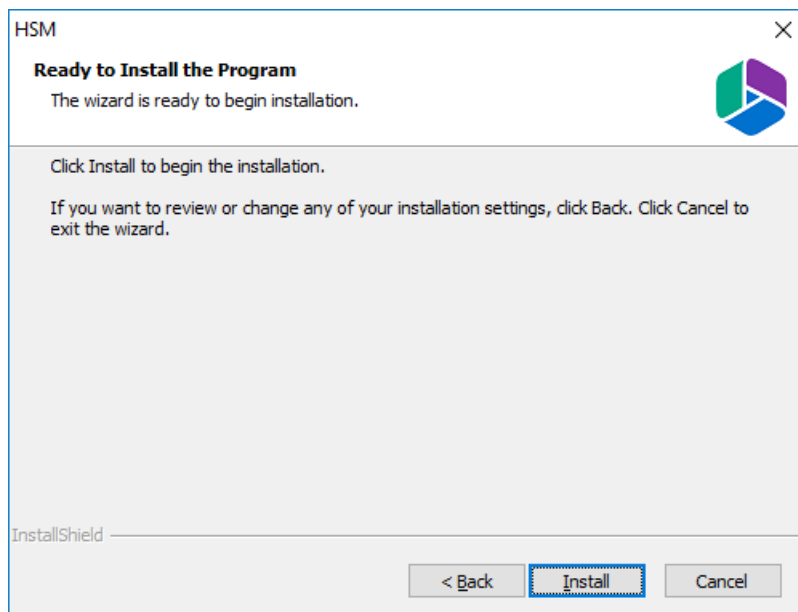 HSM
Ready to Install the Program
The wizard is ready to begin installation.
Click Install to begin the installation.
If you want to review or change any of your installation settings, click Back. Click Cancel to
exit the wizard.
InstallShield
< Back
Install
Cancel